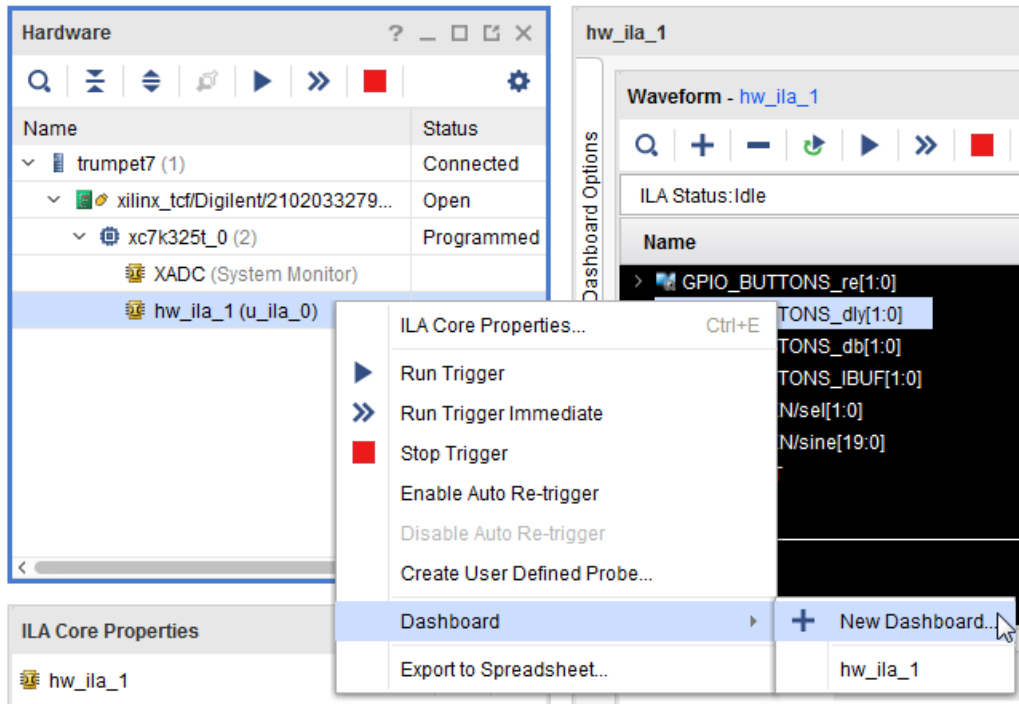 Hardware
?
Name Status
trumpet7 (1) Connected
xilinx_tcf/Digilent/2102033279... Open
xc7k325t_0 (2) Programmed
XADC (System Monitor)
hw_ila_1 (u_ila_0)
ILA Core Properties... Ctrl+E
Run Trigger
Run Trigger Immediate
Stop Trigger
Enable Auto Re-trigger
Disable Auto Re-trigger
Create User Defined Probe...
Dashboard
Export to Spreadsheet...
New Dashboard...
hw_ila_1
ILA Core Properties
hw_ila_1
hw_ila_1
Dashboard Options
Waveform - hw_ila_1
ILA Status:Idle
Name
GPIO_BUTTONS_re[1:0]
TONS_dly[1:0]
TONS_db[1:0]
TONS_IBUF[1:0]
N/sel[1:0]
N/sine[19:0]